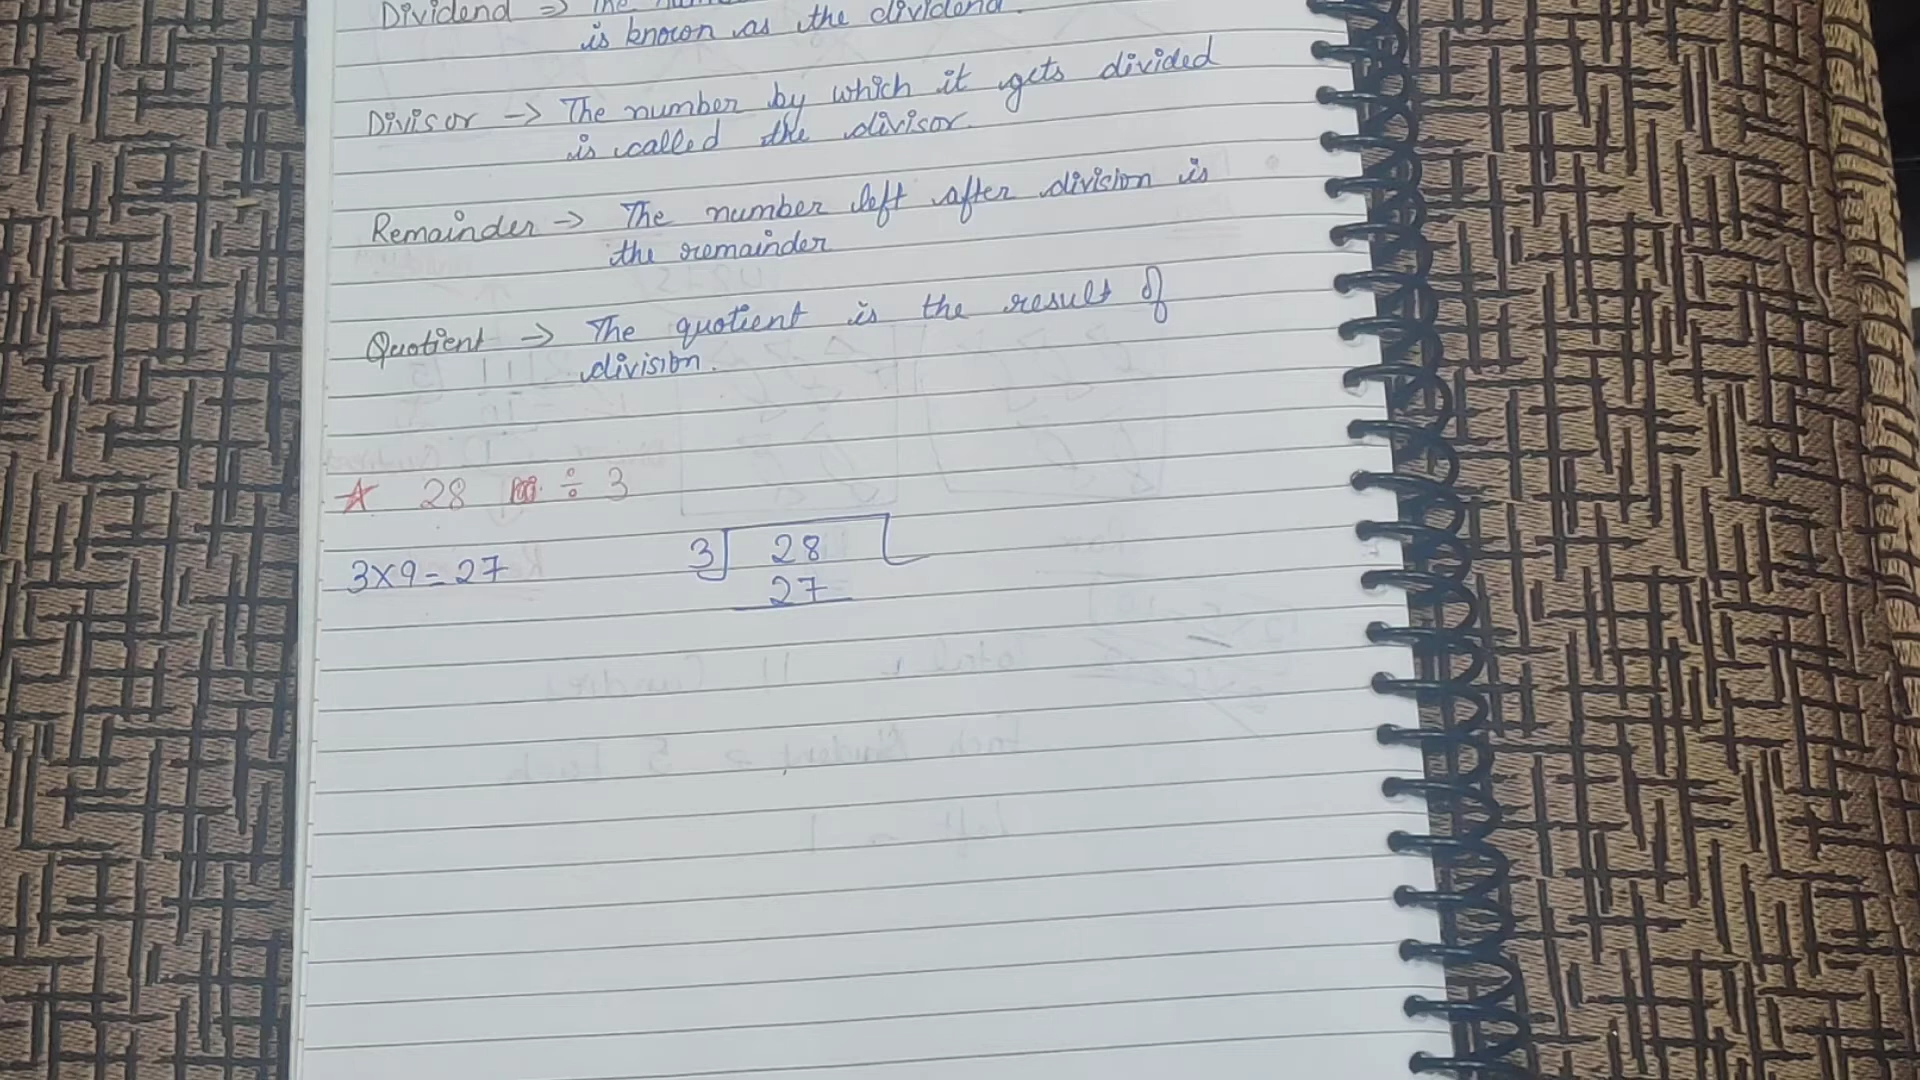 Dividend ⇒ The
is known as the dividend.
Divisor → The number by which it gets divided
is called the divisor.
Remainder → The number left after division is
the remainder
Quotient → The quotient is the result of
division.
☆ 28 ÷ 3
3×9=27
3 28
27